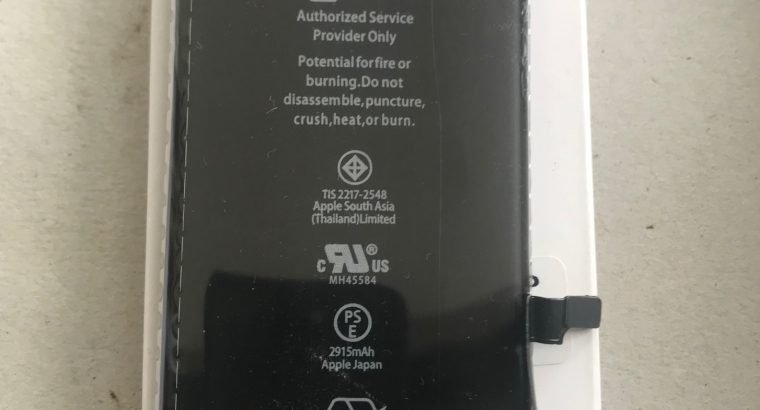 Authorized Service
Provider Only
Potential for fire or
burning.Do not
disassemble,puncture,
crush,heat,or burn.
TIS 2217-2548
Apple South Asia
(Thailand)Limited
c RU ® US
MH45584
PS
E
2915mAh
Apple Japan